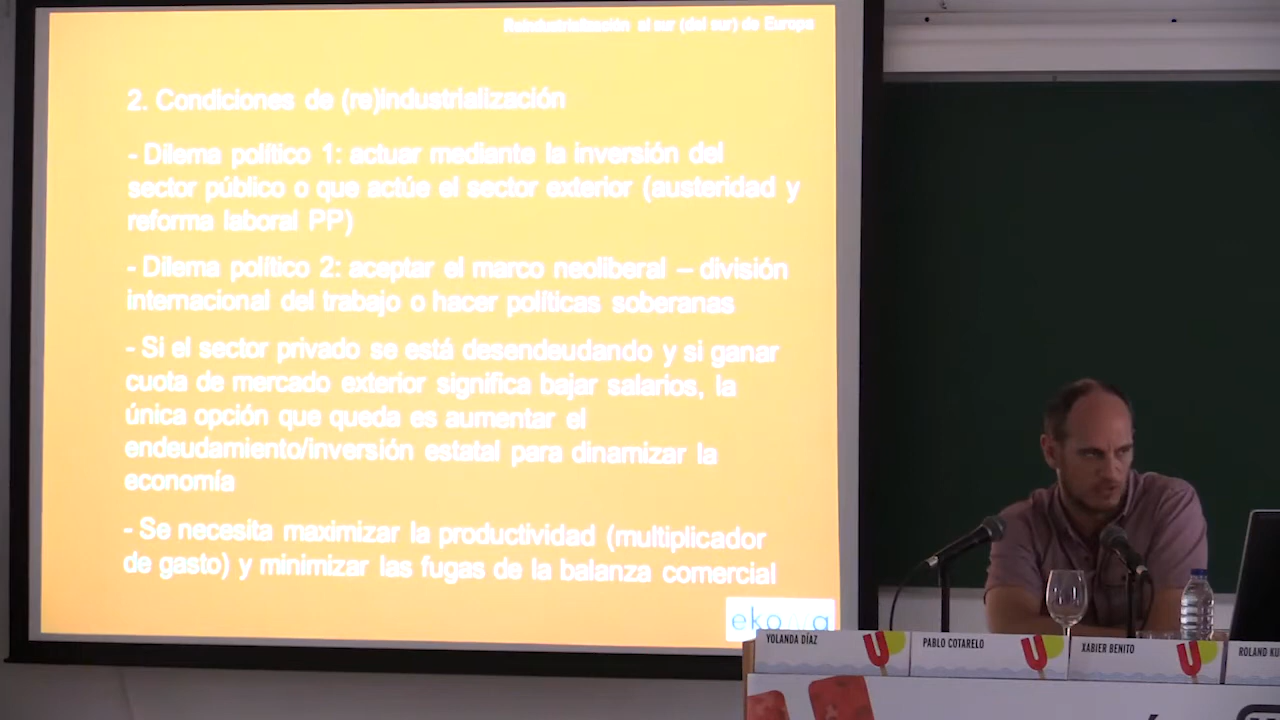 Reindustrialización al sur (del sur) de Europa
2. Condiciones de (re)industrialización
- Dilema político 1: actuar mediante la inversión del
sector público o que actúe el sector exterior (austeridad y
reforma laboral PP)
- Dilema político 2: aceptar el marco neoliberal – división
internacional del trabajo o hacer políticas soberanas
- Si el sector privado se está desendeudando y si ganar
cuota de mercado exterior significa bajar salarios, la
única opción que queda es aumentar el
endeudamiento/inversión estatal para dinamizar la
economía
- Se necesita maximizar la productividad (multiplicador
de gasto) y minimizar las fugas de la balanza comercial
YOLANDA DÍAZ
PABLO COTARELO
XABIER BENITO
ROLAND